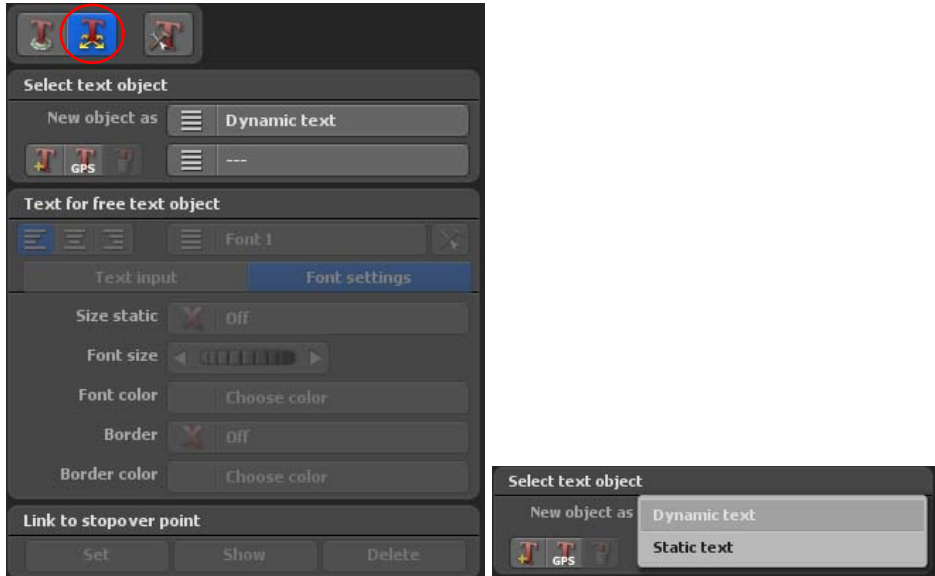 Select text object
New object as Dynamic text
GPS ---
Text for free text object
Font 1
Text input Font settings
Size static Off
Font size
Font color Choose color
Border Off
Border color Choose color
Link to stopover point
Set Show Delete
Select text object
New object as Dynamic text
Static text
GPS